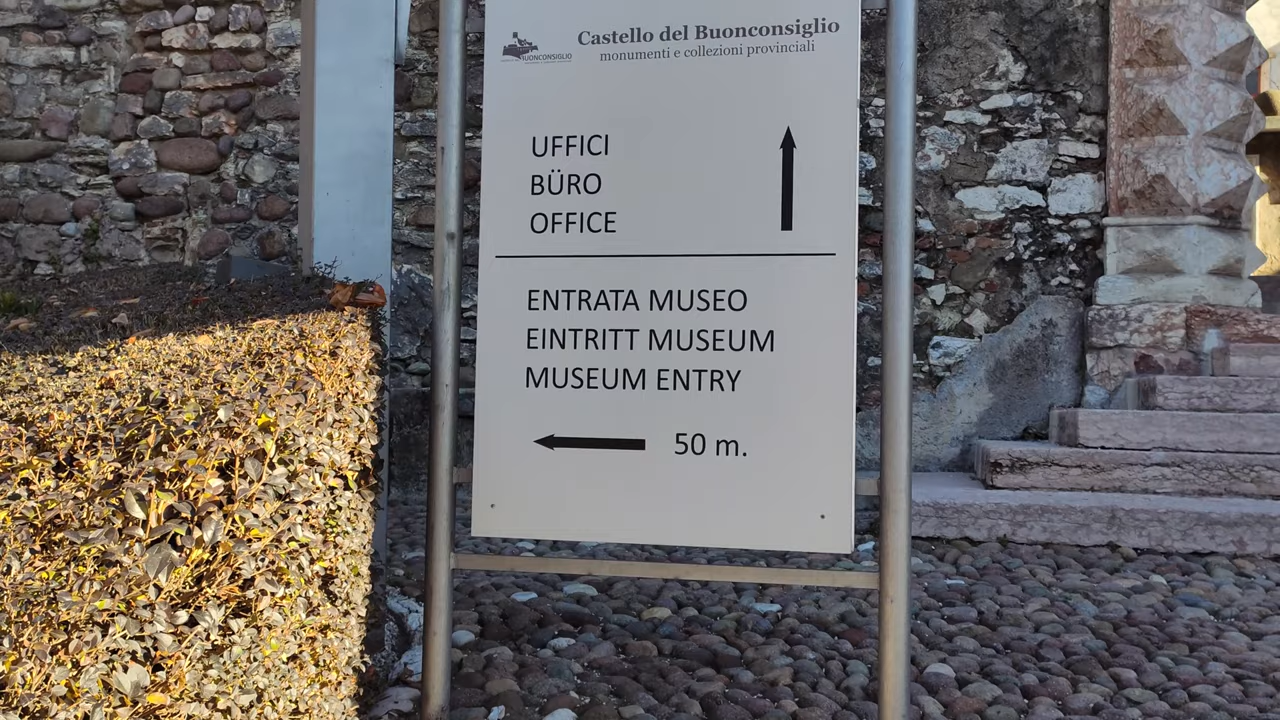 BUONCONSIGLIO
Castello del Buonconsiglio
monumenti e collezioni provinciali
UFFICI
BÜRO
OFFICE
ENTRATA MUSEO
EINTRITT MUSEUM
MUSEUM ENTRY
50 m.